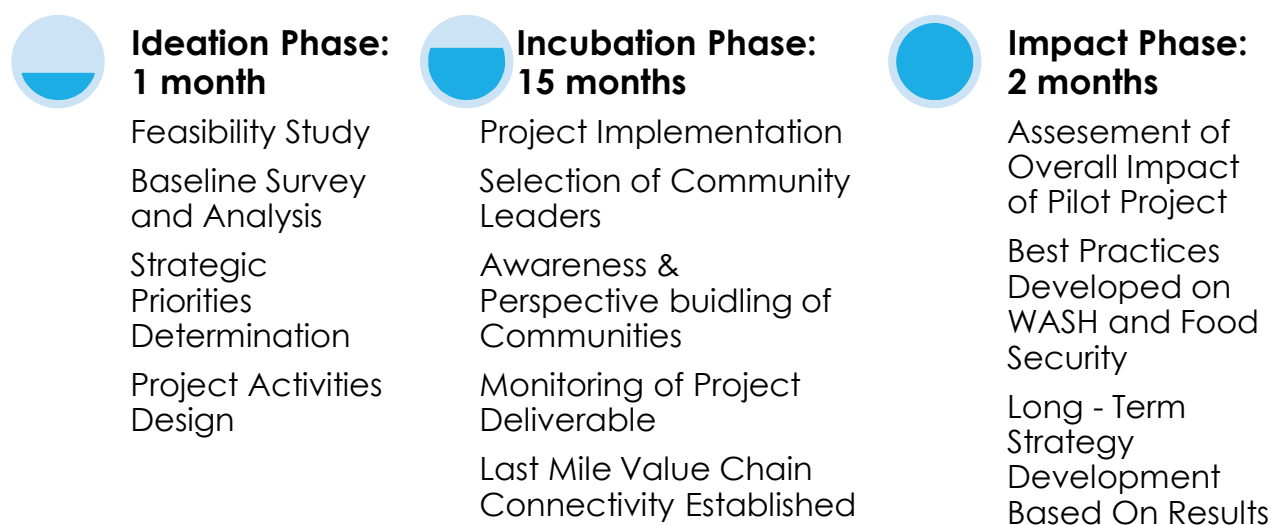 Ideation Phase:
1 month
Feasibility Study
Baseline Survey
and Analysis
Strategic
Priorities
Determination
Project Activities
Design
Incubation Phase:
15 months
Project Implementation
Selection of Community
Leaders
Awareness &
Perspective buidling of
Communities
Monitoring of Project
Deliverable
Last Mile Value Chain
Connectivity Established
Impact Phase:
2 months
Assesement of
Overall Impact
of Pilot Project
Best Practices
Developed on
WASH and Food
Security
Long - Term
Strategy
Development
Based On Results